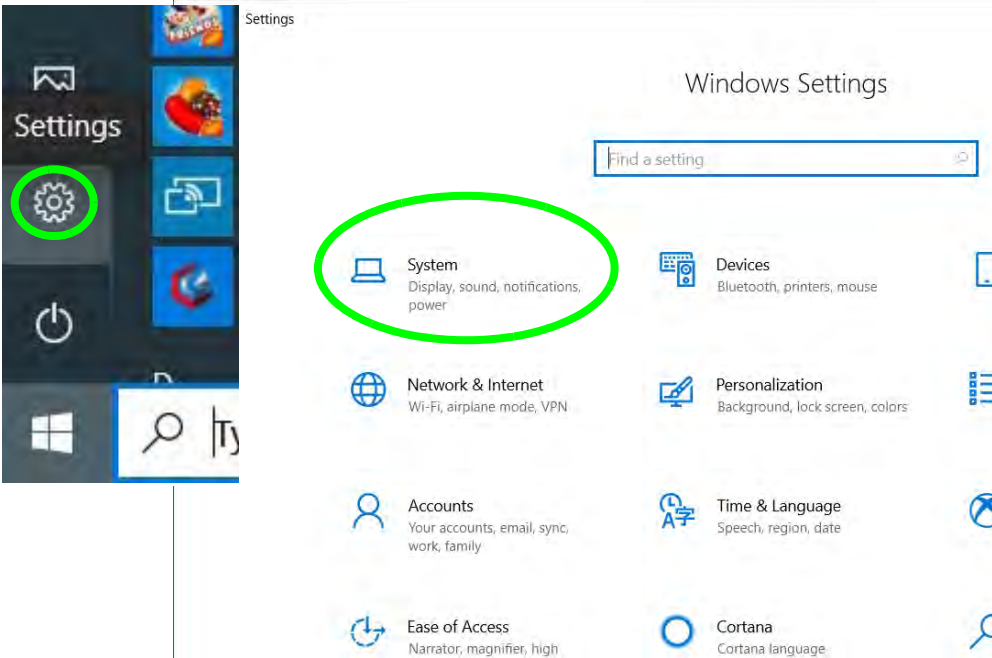 Settings
Settings
Windows Settings
Find a setting
System
Display, sound, notifications,
power
Devices
Bluetooth, printers, mouse
Network & Internet
Wi-Fi, airplane mode, VPN
Personalization
Background, lock screen, colors
Accounts
Your accounts, email, sync,
work, family
Time & Language
Speech, region, date
A字
Ease of Access
Narrator, magnifier, high
Cortana
Cortana language